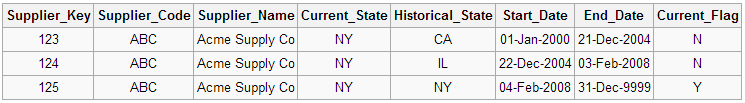 Supplier_Key Supplier_Code Supplier_Name Current_State Historical_State Start_Date End_Date Current_Flag
123 ABC Acme Supply Co NY CA 01-Jan-2000 21-Dec-2004 N
124 ABC Acme Supply Co NY IL 22-Dec-2004 03-Feb-2008 N
125 ABC Acme Supply Co NY NY 04-Feb-2008 31-Dec-9999 Y